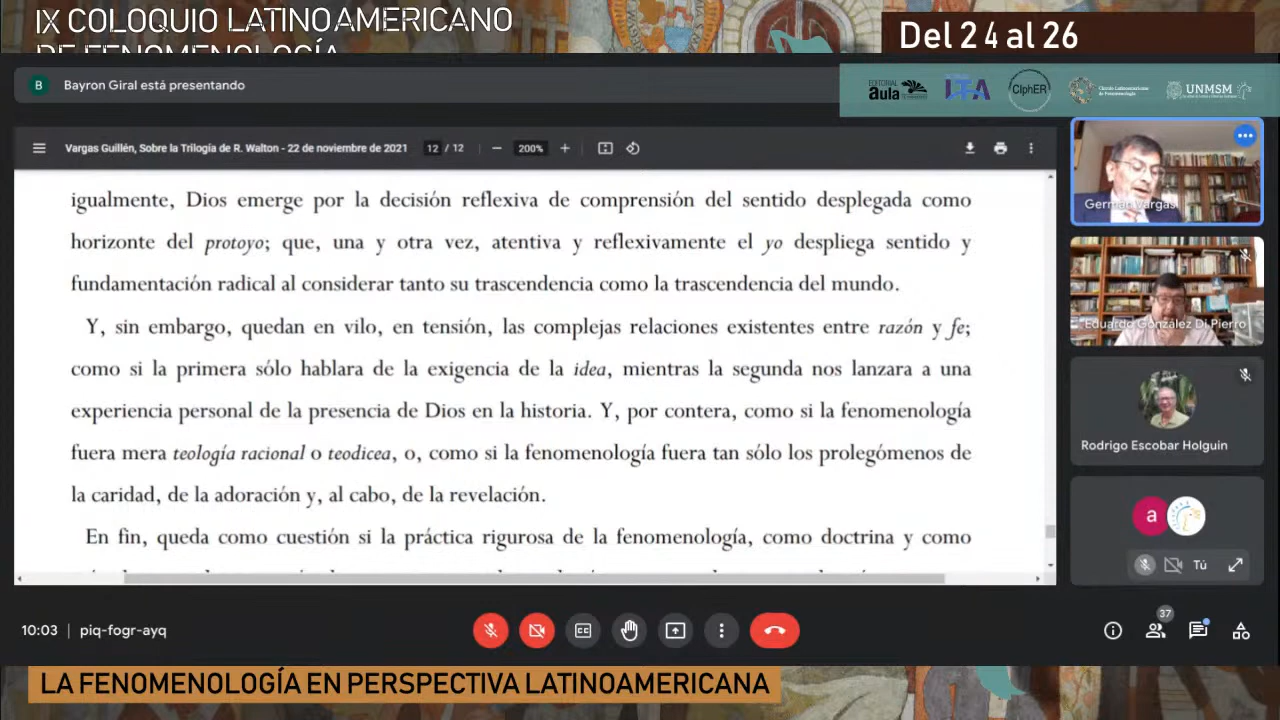 IX COLOQUIO LATINOAMERICANO
DE FENOMENOLOGÍA
Del 24 al 26
B Bayron Giral está presentando
EDITORIAL
aula
CIphER
Círculo Latinoamericano
de Fenomenología
UNMSM
Vargas Guillén, Sobre la Trilogía de R. Walton - 22 de noviembre de 2021 12 / 12 — 200% +
igualmente, Dios emerge por la decisión reflexiva de comprensión del sentido desplegada como
horizonte del protoyo; que, una y otra vez, atentiva y reflexivamente el yo despliega sentido y
fundamentación radical al considerar tanto su trascendencia como la trascendencia del mundo.
Y, sin embargo, quedan en vilo, en tensión, las complejas relaciones existentes entre razón y fe;
como si la primera sólo hablara de la exigencia de la idea, mientras la segunda nos lanzara a una
experiencia personal de la presencia de Dios en la historia. Y, por contera, como si la fenomenología
fuera mera teología racional o teodicea, o, como si la fenomenología fuera tan sólo los prolegómenos de
la caridad, de la adoración y, al cabo, de la revelación.
En fin, queda como cuestión si la práctica rigurosa de la fenomenología, como doctrina y como
Germán Vargas
Eduardo González Di Pierro
Rodrigo Escobar Holguin
a
Tú
10:03 | piq-fogr-ayq
CC
37
LA FENOMENOLOGÍA EN PERSPECTIVA LATINOAMERICANA